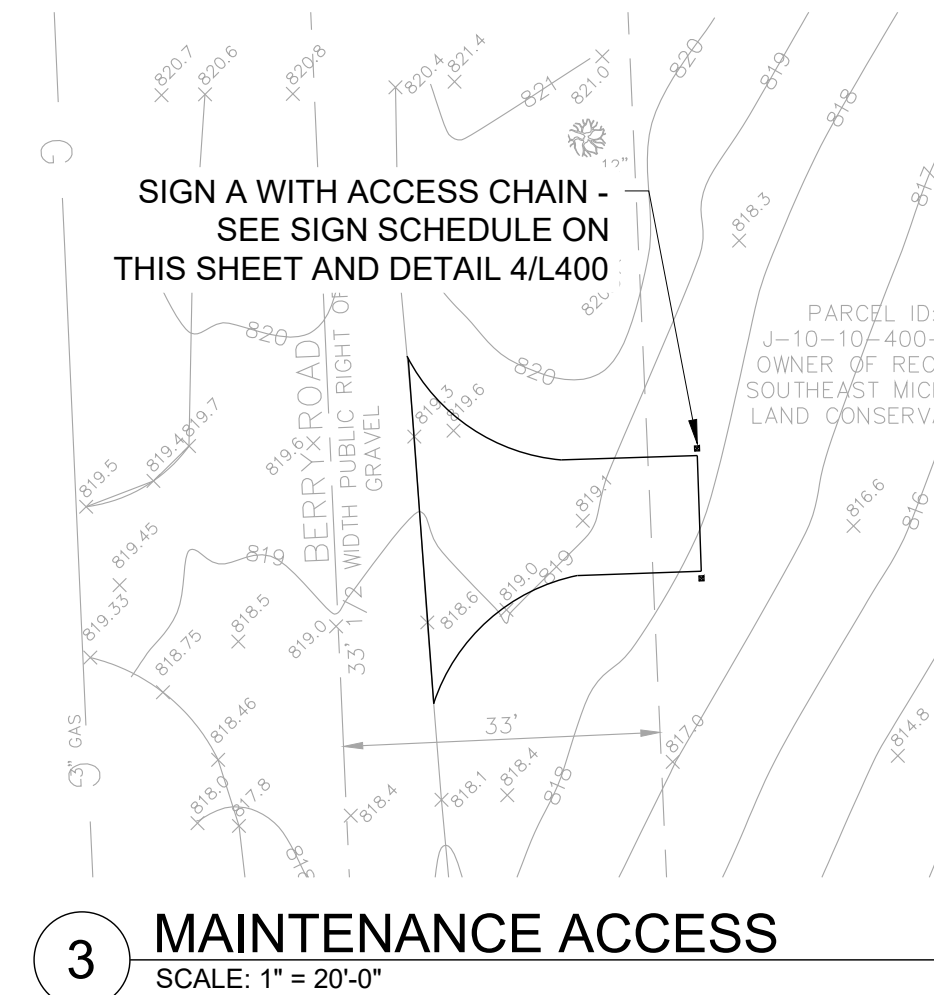 820.7
820.6
820.8
820.4
821.4
821
821.0
820
819
818
817
G
12"
SIGN A WITH ACCESS CHAIN -
SEE SIGN SCHEDULE ON
THIS SHEET AND DETAIL 4/L400
818.3
820
820
PARCEL ID:
J-10-10-400-
OWNER OF REC
SOUTHEAST MIC
LAND CONSERVA
BERRY ROAD
33' 1/2 WIDTH PUBLIC RIGHT OF
GRAVEL
819.3
819.6
819.7
819.4
819.5
819.6
819.1
816.6
816
819.45
819
819.0
819
819.33
818.5
818.6
819.0
818.75
818.46
33'
817.0
814.8
3" GAS
G
818.0
817.8
818.4
818.1
818.4
818
818
3
MAINTENANCE ACCESS
SCALE: 1" = 20'-0"